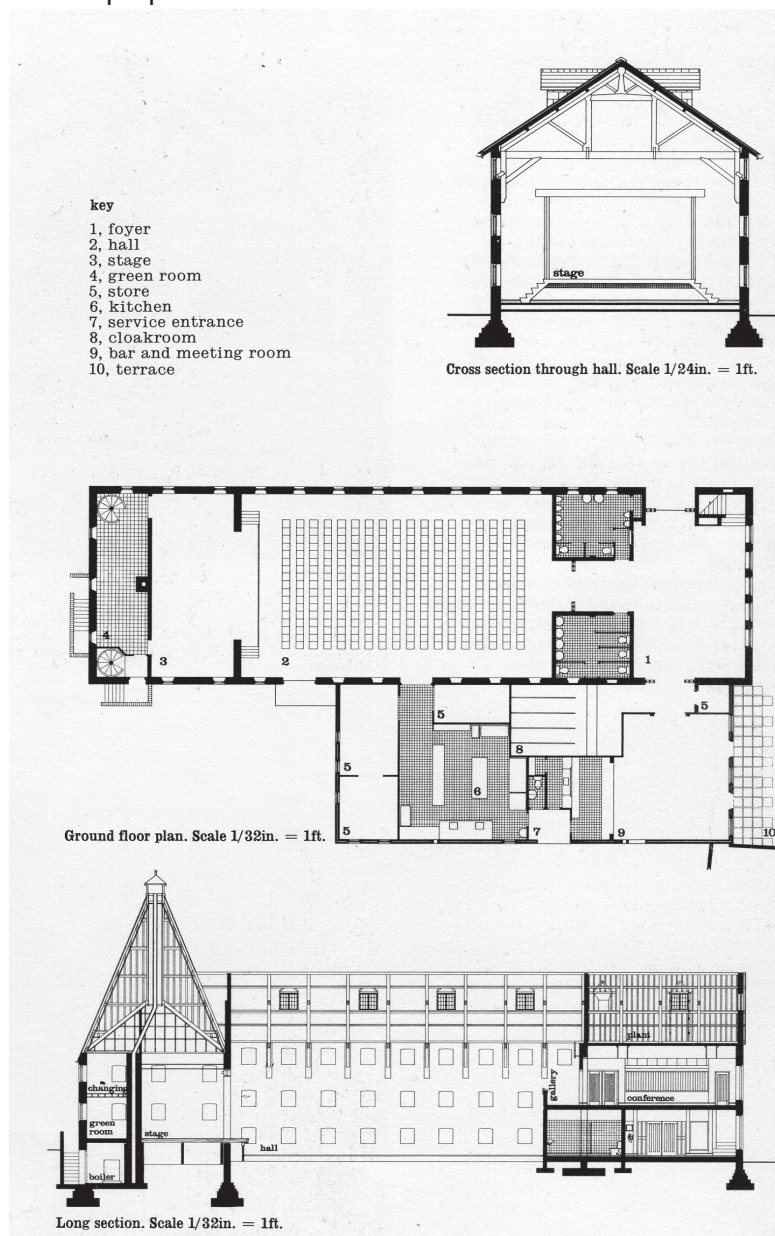 key
1, foyer
2, hall
3, stage
4, green room
5, store
6, kitchen
7, service entrance
8, cloakroom
9, bar and meeting room
10, terrace
stage
Cross section through hall. Scale 1/24in. = 1ft.
4
3
2
1
5
5
8
5
6
5
7
9
10
Ground floor plan. Scale 1/32in. = 1ft.
plant
changing
gallery
conference
green
room
stage
hall
boiler
Long section. Scale 1/32in. = 1ft.